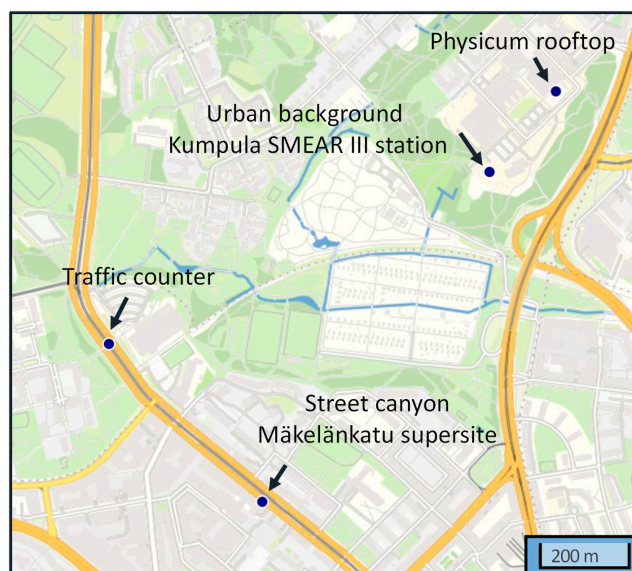 Physicum rooftop
Urban background
Kumpula SMEAR III station
Traffic counter
Street canyon
Mäkelänkatu supersite
200 m